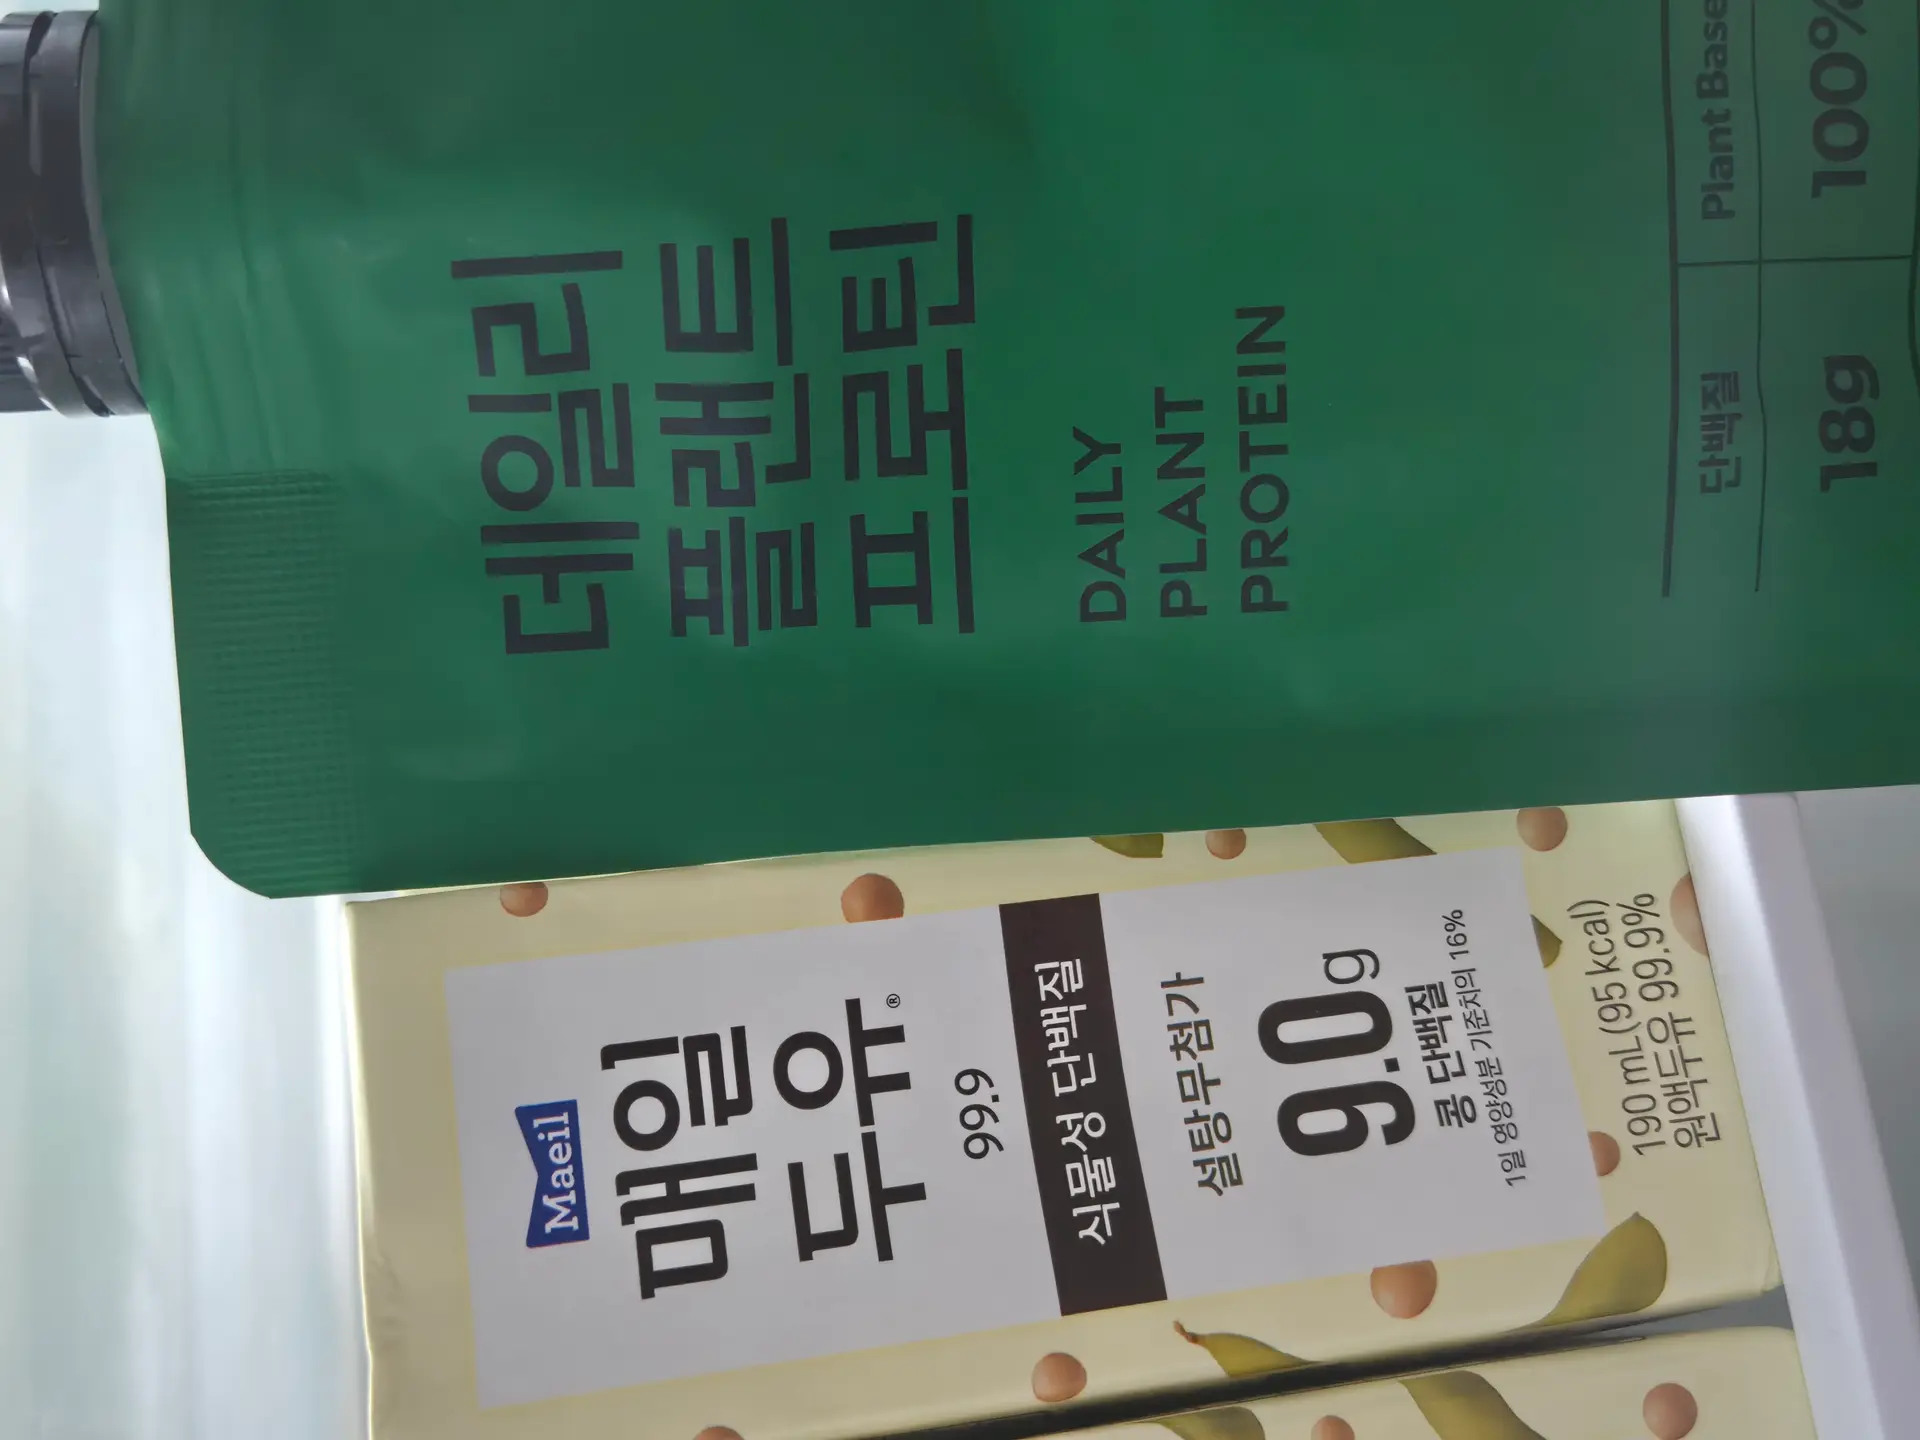 데일리
플랜트
프로틴
DAILY
PLANT
PROTEIN
단백질 Plant Base
18g 100%
Maeil
매일
두유®
99.9
식물성 단백질
설탕무첨가
9.0g
콩 단백질
1일 영양성분 기준치의 16%
190 mL(95 kcal)
원액두유 99.9%